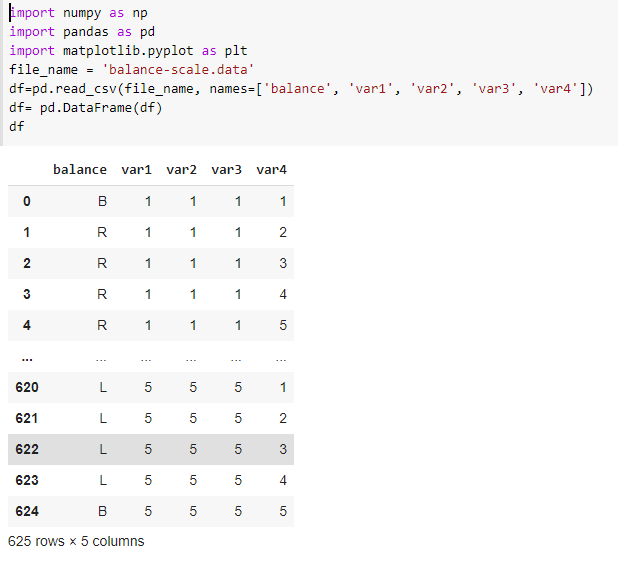 import numpy as np
import pandas as pd
import matplotlib.pyplot as plt
file_name = 'balance-scale.data'
df=pd.read_csv(file_name, names=['balance', 'var1', 'var2', 'var3', 'var4'])
df= pd.DataFrame(df)
df
balance var1 var2 var3 var4
0 B 1 1 1 1
1 R 1 1 1 2
2 R 1 1 1 3
3 R 1 1 1 4
4 R 1 1 1 5
... ... ... ... ... ...
620 L 5 5 5 1
621 L 5 5 5 2
622 L 5 5 5 3
623 L 5 5 5 4
624 B 5 5 5 5
625 rows × 5 columns